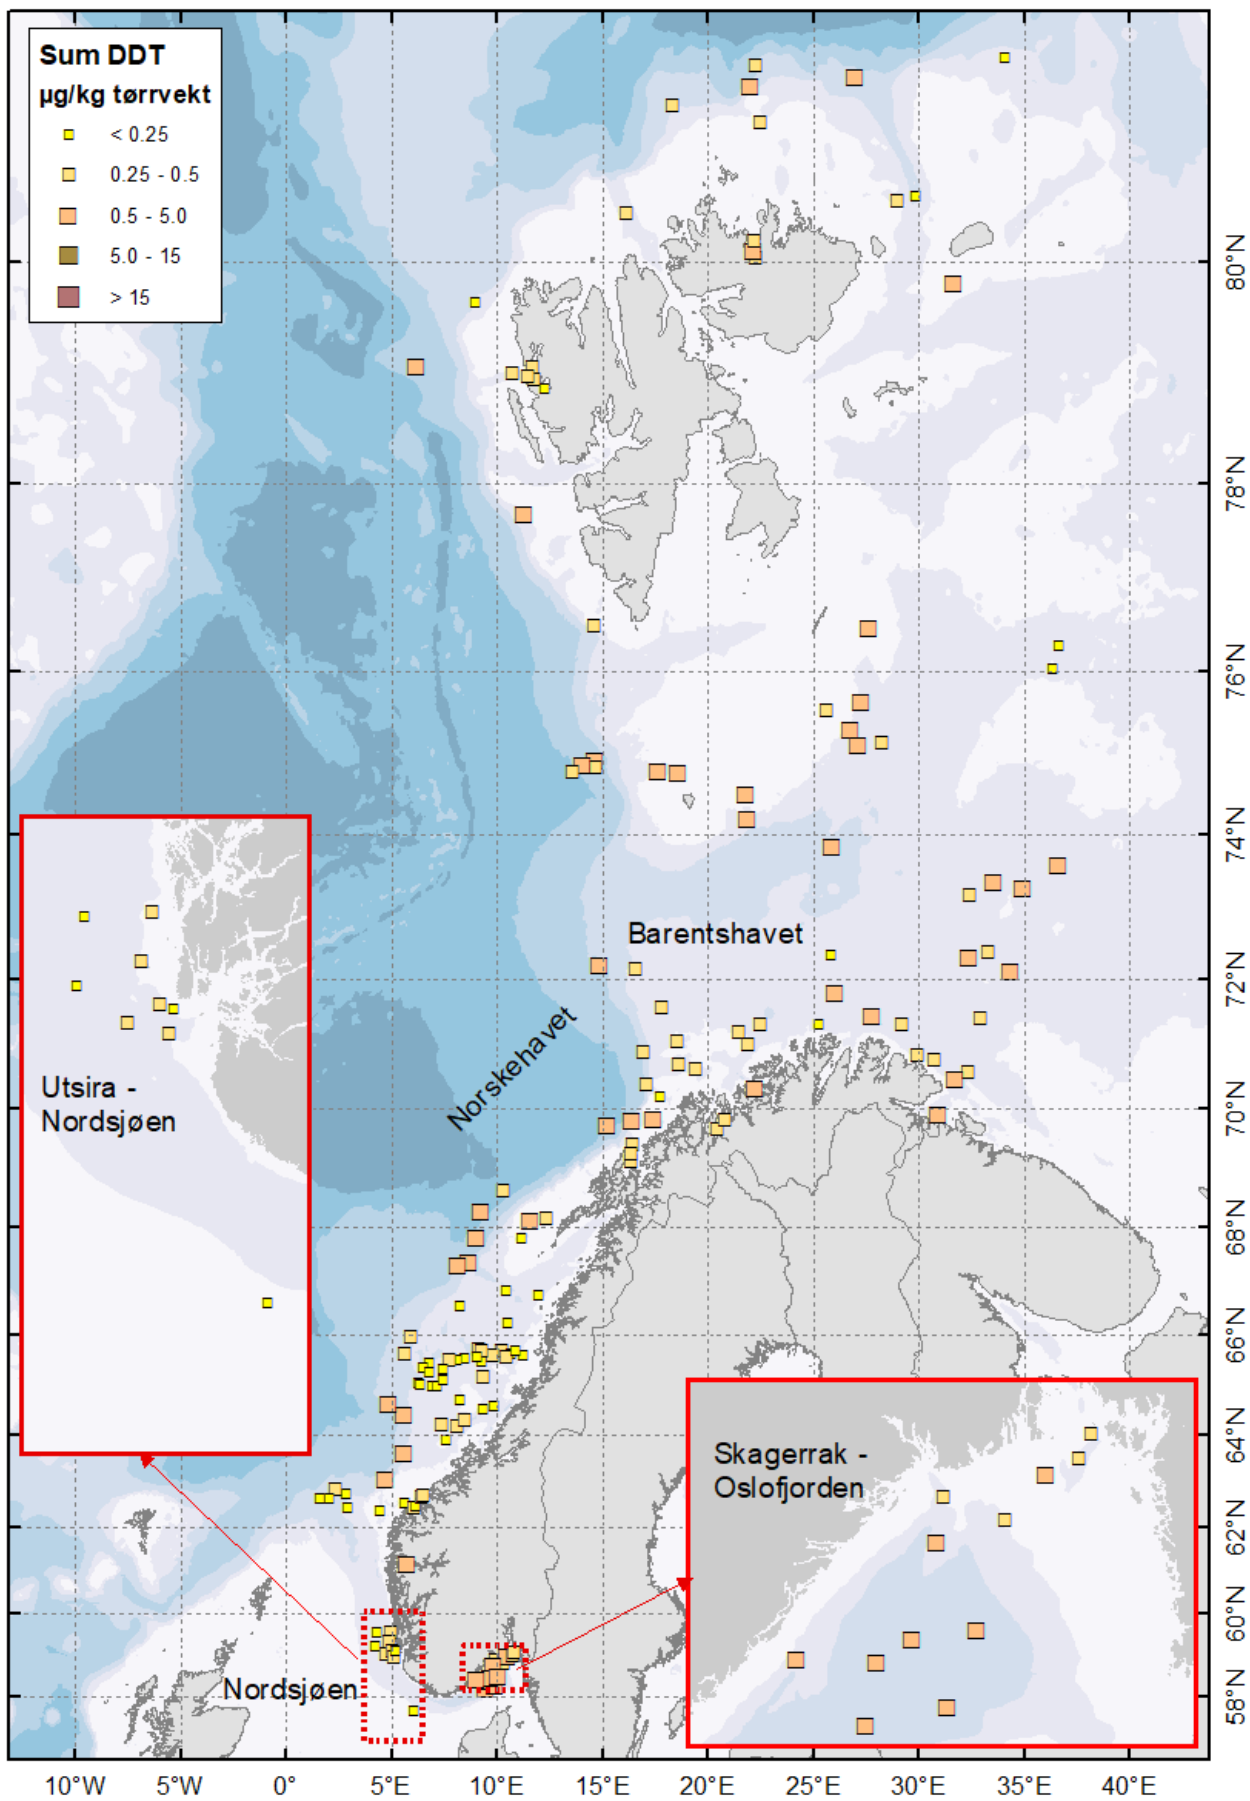 Sum DDT
µg/kg tørrvekt
< 0.25
0.25 - 0.5
0.5 - 5.0
5.0 - 15
> 15
80°N
78°N
76°N
74°N
Barentshavet
72°N
Norskehavet
Utsira -
Nordsjøen
70°N
68°N
66°N
64°N
Skagerrak -
Oslofjorden
62°N
60°N
Nordsjøen
58°N
10°W
5°W
0°
5°E
10°E
15°E
20°E
25°E
30°E
35°E
40°E